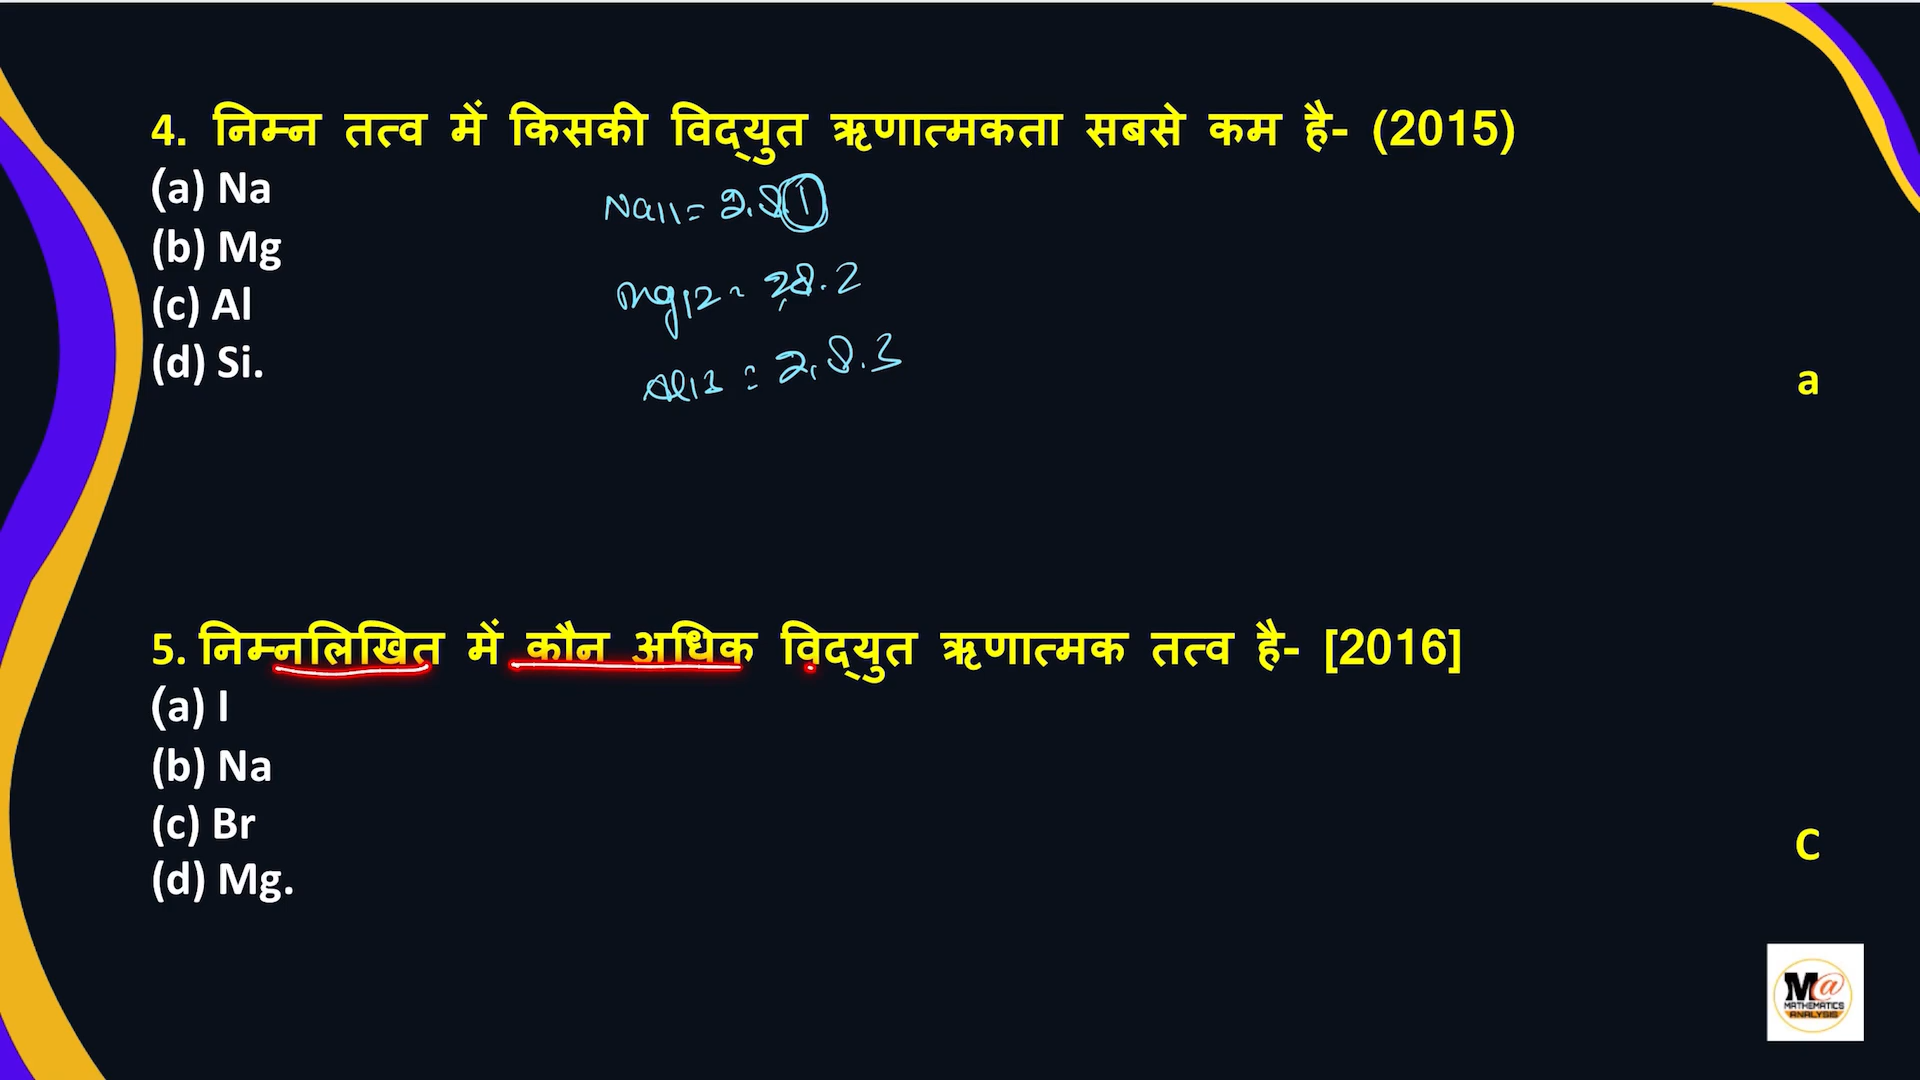 4. निम्न तत्व में किसकी विद्युत ऋणात्मकता सबसे कम है- (2015)
(a) Na
(b) Mg
(c) Al
(d) Si.
Na11= 2.8.1
Mg12= 2.8.2
Al13 = 2.8.3
a
5. निम्नलिखित में कौन अधिक विद्युत ऋणात्मक तत्व है- [2016]
(a) I
(b) Na
(c) Br
(d) Mg.
C
M@
MATHEMATICS
ANALYSIS